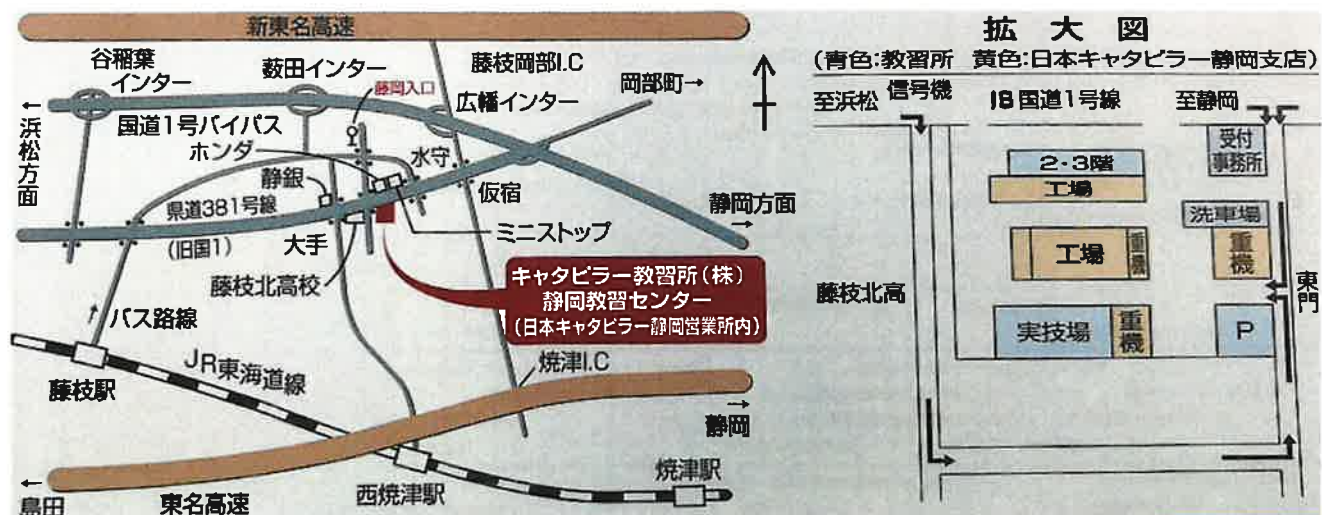 新東名高速
谷稲葉
インター
薮田インター
藤岡入口
藤枝岡部I.C
岡部町→
広幡インター
←浜松方面
国道1号バイパス
ホンダ
水守
静銀
仮宿
県道381号線
(旧国1)
大手
ミニストップ
静岡方面
→
藤枝北高校
キャタピラー教習所(株)
静岡教習センター
(日本キャタピラー静岡営業所内)
バス路線
JR東海道線
焼津I.C
藤枝駅
静岡
→
←
島田
東名高速
西焼津駅
焼津駅
拡大図
(青色:教習所 黄色:日本キャタピラー静岡支店)
至浜松
信号機
旧国道1号線
至静岡
受付
事務所
2・3階
工場
洗車場
工場
重機
重機
藤枝北高
東門
実技場
重機
P